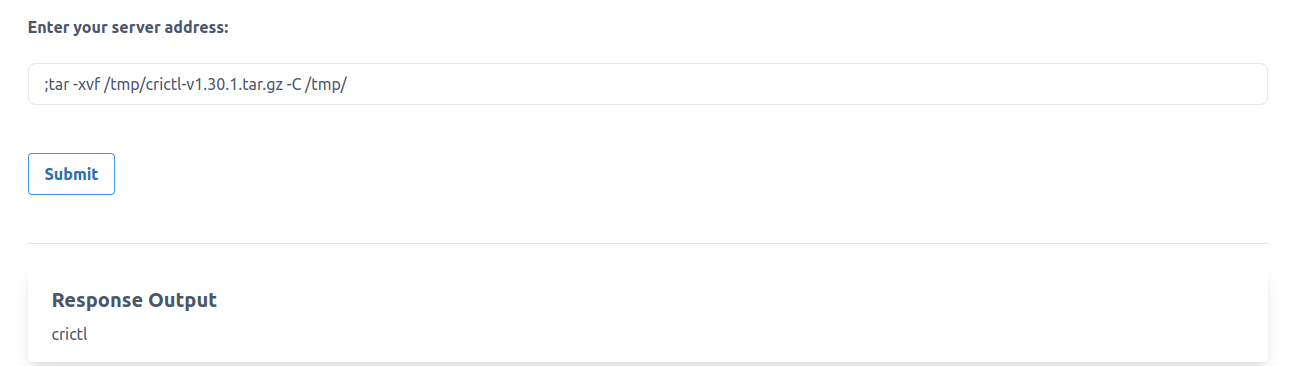 Enter your server address:
;tar -xvf /tmp/crictl-v1.30.1.tar.gz -C /tmp/
Submit
Response Output
crictl